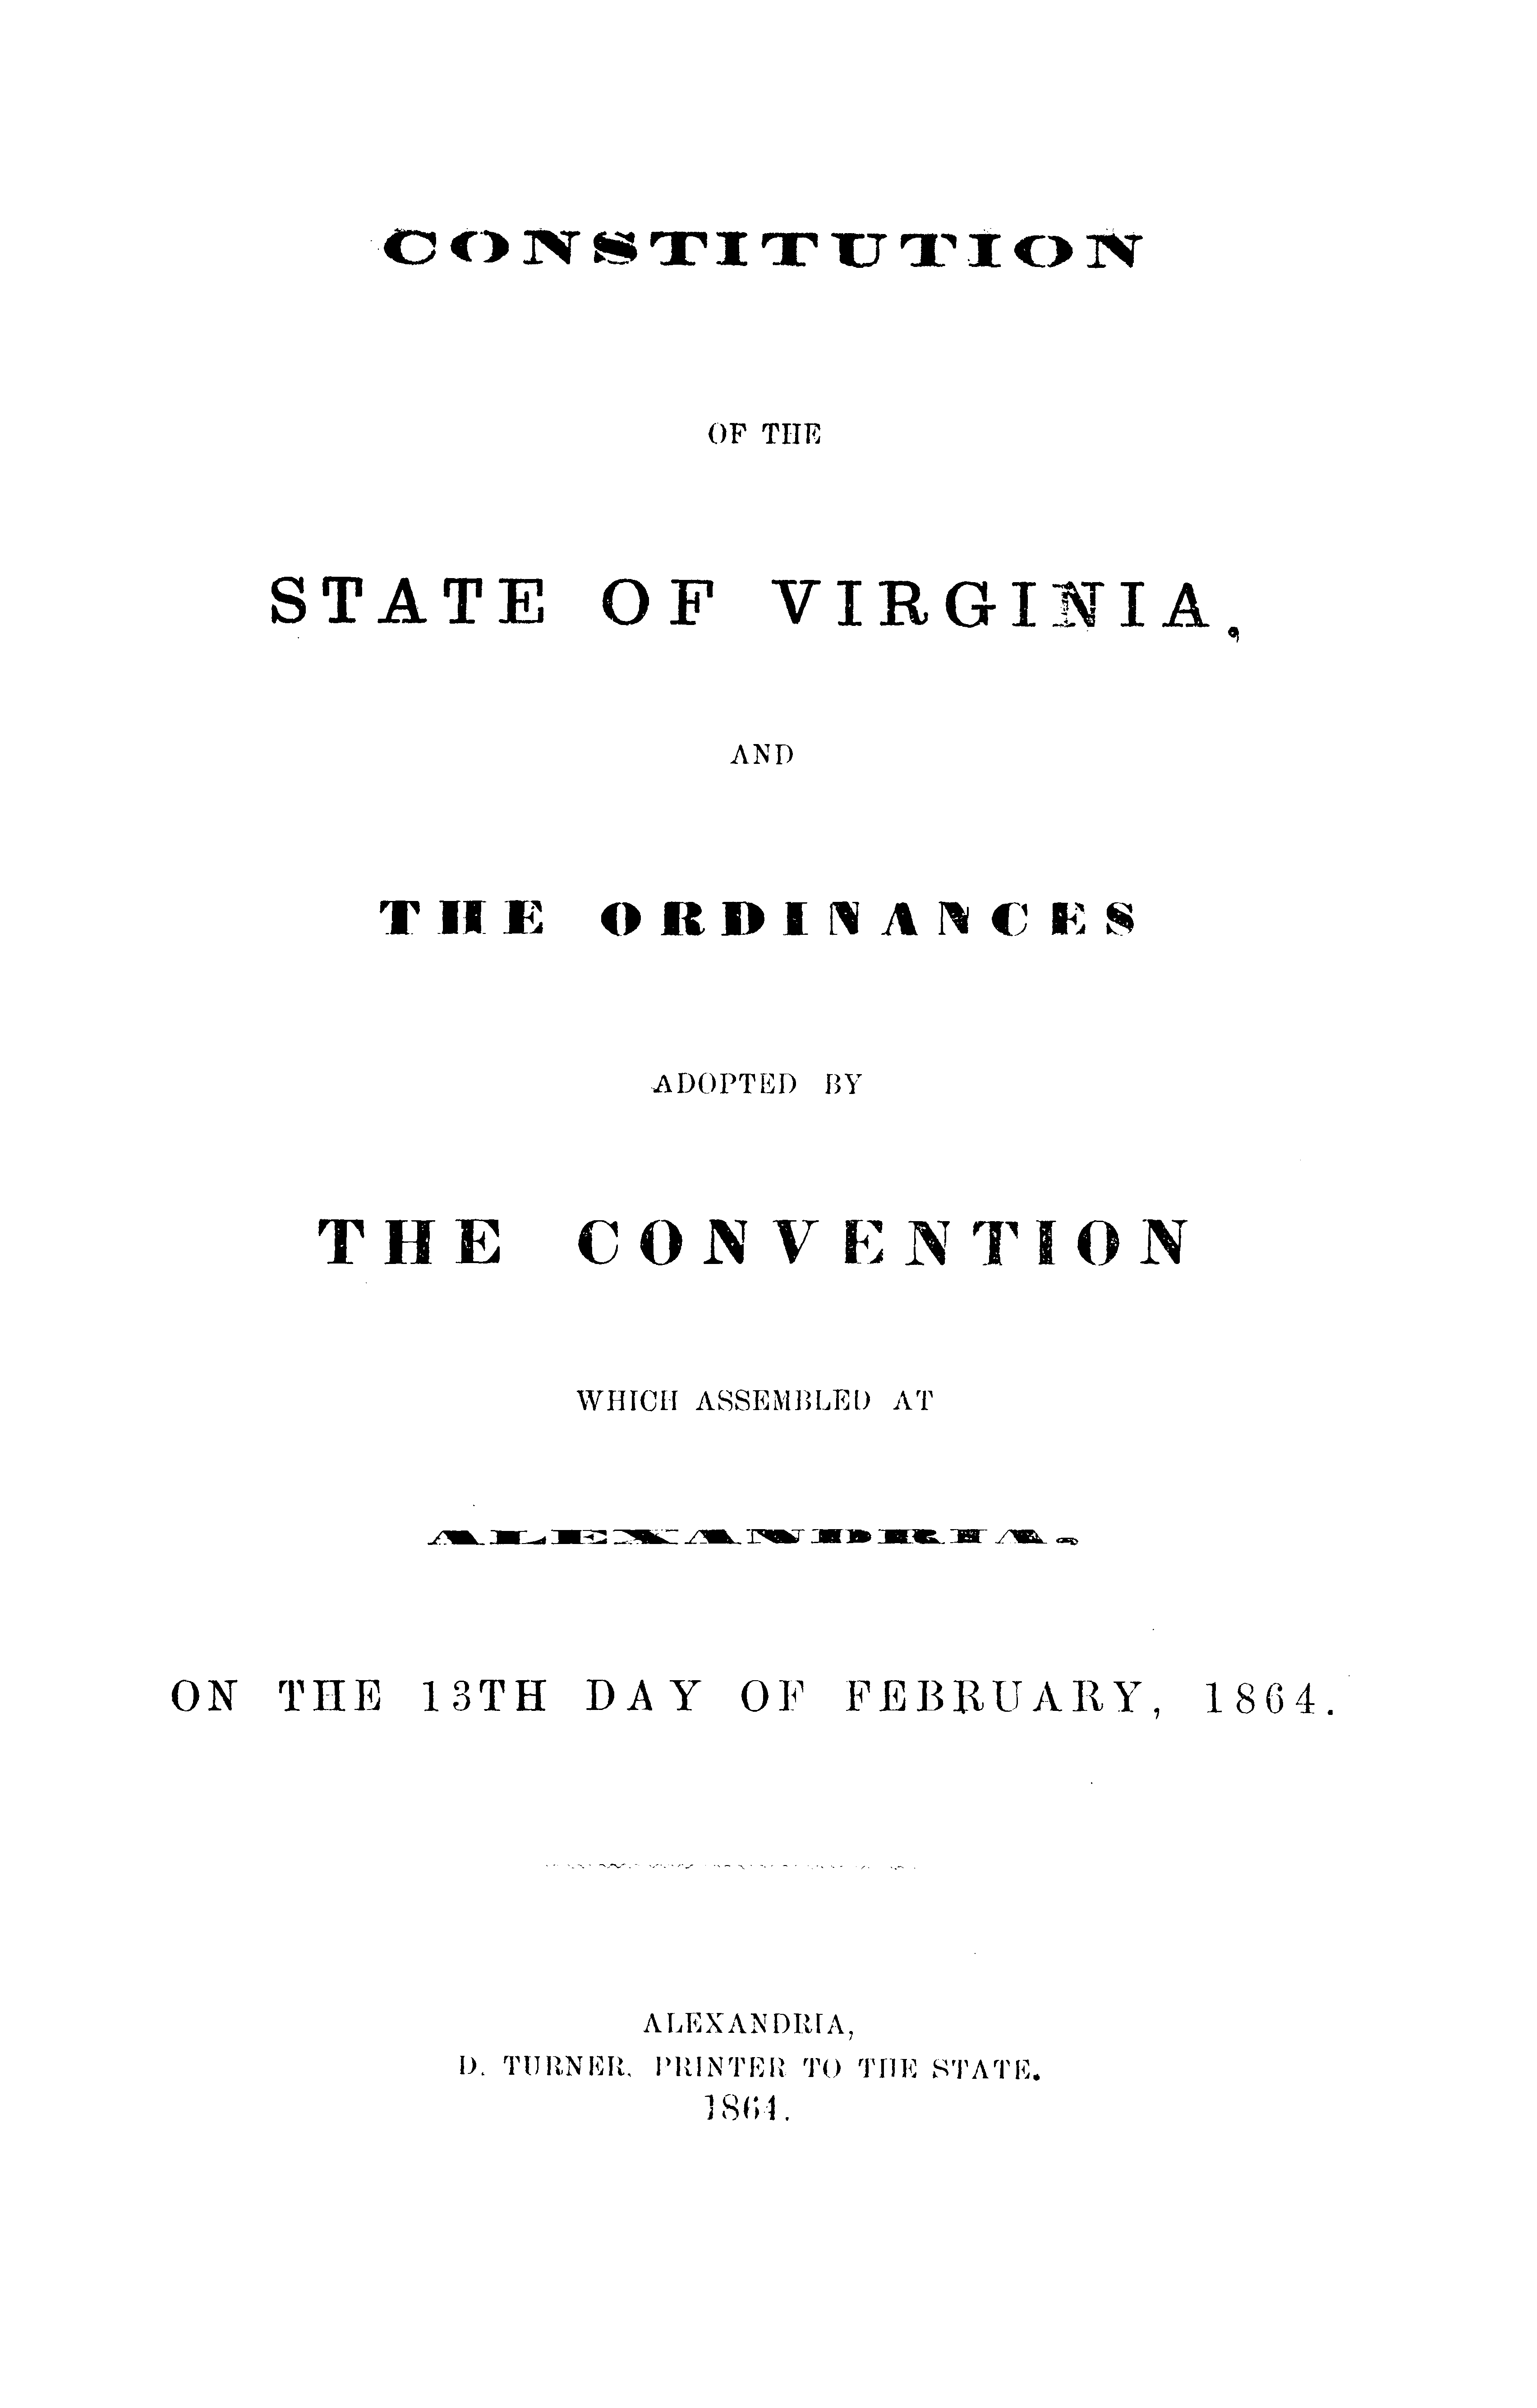 CONSTITUTION
OF THE
STATE OF VIRGINIA,
AND
THE ORDINANCES
ADOPTED BY
THE CONVENTION
WHICH ASSEMBLED AT
ALEXANDRIA.
ON THE 13TH DAY OF FEBRUARY, 1864.
ALEXANDRIA,
D. TURNER, PRINTER TO THE STATE.
1864.